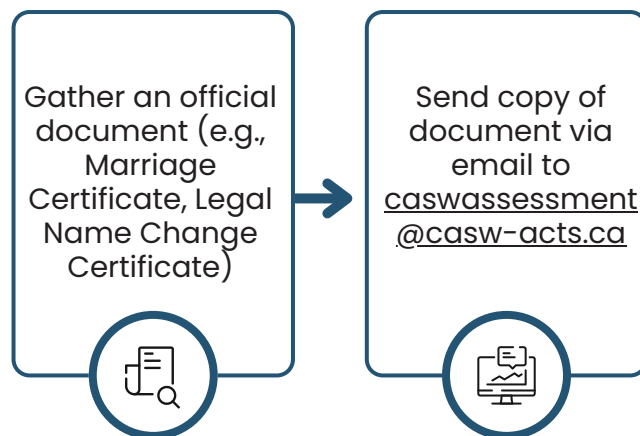 Gather an official
document (e.g.,
Marriage
Certificate, Legal
Name Change
Certificate)
Send copy of
document via
email to
caswassessment
@casw-acts.ca